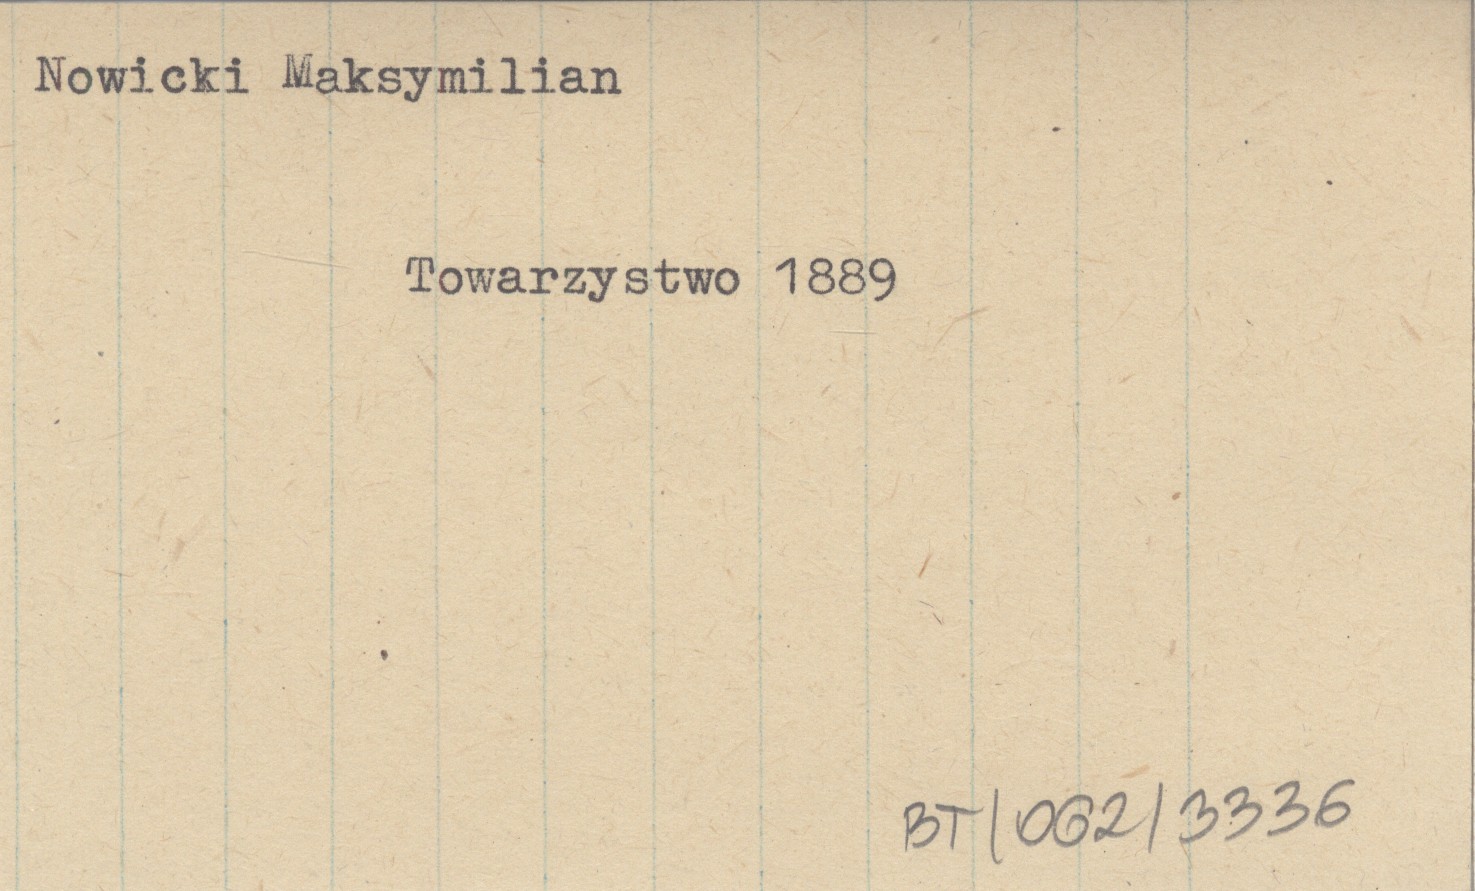 Nowicki Maksymilian
Towarzystwo 1889
BT/062/3336